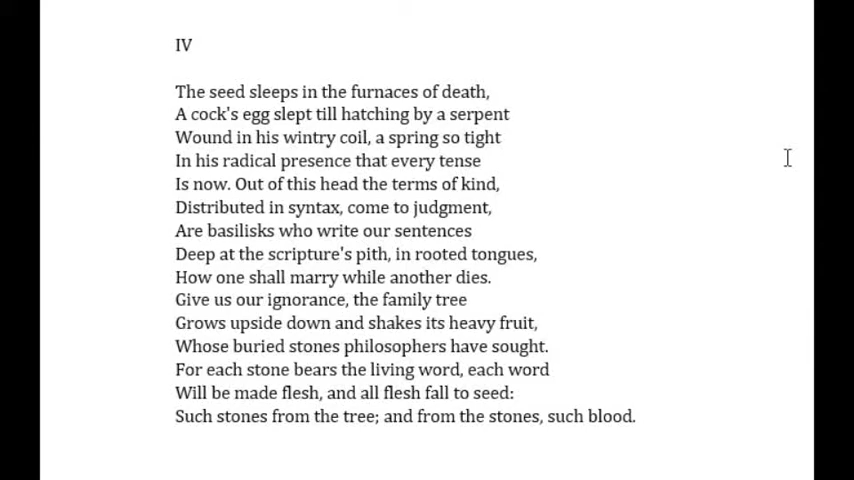 IV
The seed sleeps in the furnaces of death,
A cock's egg slept till hatching by a serpent
Wound in his wintry coil, a spring so tight
In his radical presence that every tense
Is now. Out of this head the terms of kind,
Distributed in syntax, come to judgment,
Are basilisks who write our sentences
Deep at the scripture's pith, in rooted tongues,
How one shall marry while another dies.
Give us our ignorance, the family tree
Grows upside down and shakes its heavy fruit,
Whose buried stones philosophers have sought.
For each stone bears the living word, each word
Will be made flesh, and all flesh fall to seed:
Such stones from the tree; and from the stones, such blood.